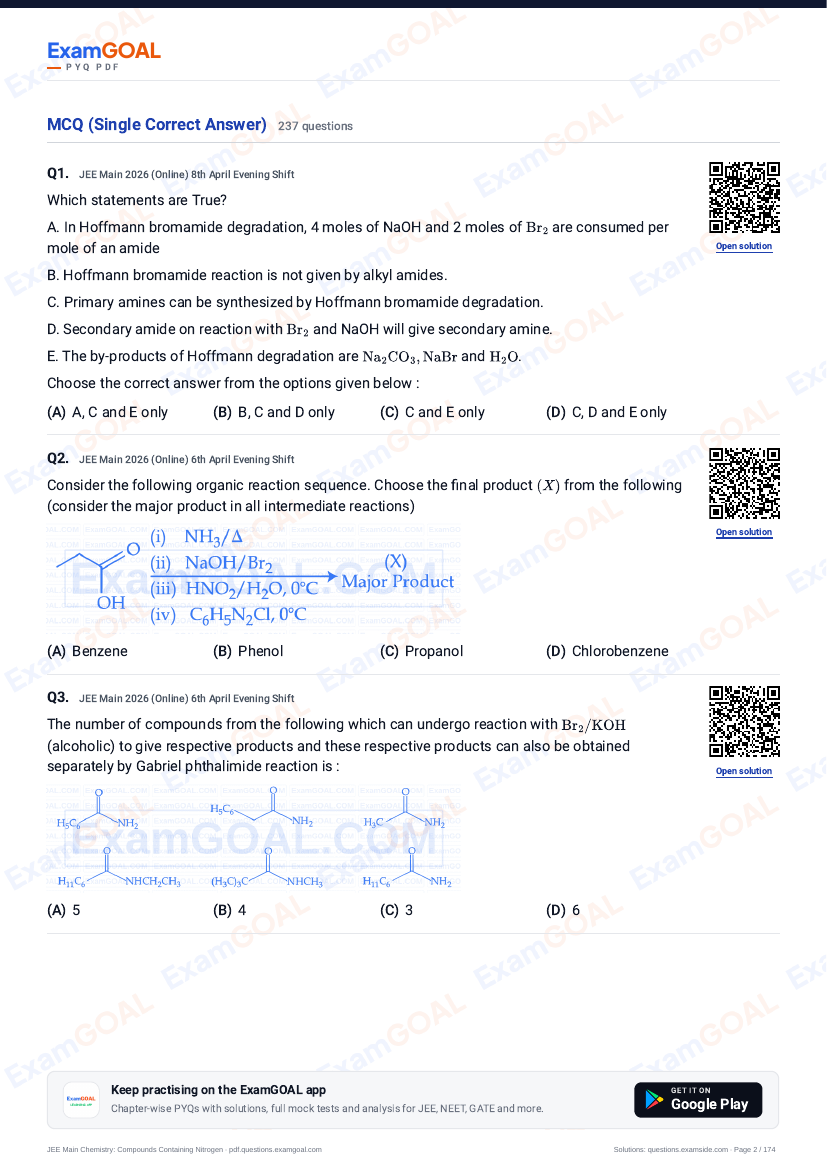 ExamGOAL
PYQ PDF
MCQ (Single Correct Answer) 237 questions
Q1. JEE Main 2026 (Online) 8th April Evening Shift
Which statements are True?
A. In Hoffmann bromamide degradation, 4 moles of NaOH and 2 moles of Br₂ are consumed per
mole of an amide
B. Hoffmann bromamide reaction is not given by alkyl amides.
C. Primary amines can be synthesized by Hoffmann bromamide degradation.
D. Secondary amide on reaction with Br₂ and NaOH will give secondary amine.
E. The by-products of Hoffmann degradation are Na₂CO₃, NaBr and H₂O.
Choose the correct answer from the options given below :
(A) A, C and E only (B) B, C and D only (C) C and E only (D) C, D and E only
Open solution
Q2. JEE Main 2026 (Online) 6th April Evening Shift
Consider the following organic reaction sequence. Choose the final product (X) from the following
(consider the major product in all intermediate reactions)
Open solution
O
OH
(i) NH₃/Δ
(ii) NaOH/Br₂
(iii) HNO₂/H₂O, 0°C
(iv) C₆H₅N₂Cl, 0°C
(X)
Major Product
ExamGOAL.COM
(A) Benzene (B) Phenol (C) Propanol (D) Chlorobenzene
Q3. JEE Main 2026 (Online) 6th April Evening Shift
The number of compounds from the following which can undergo reaction with Br₂/KOH
(alcoholic) to give respective products and these respective products can also be obtained
separately by Gabriel phthalimide reaction is :
Open solution
O O O
H₅C₆ NH₂ H₅C₆ NH₂ H₃C NH₂
ExamGOAL.COM
O O O
H₁₁C₆ NHCH₂CH₃ (H₃C)₃C NHCH₃ H₁₁C₆ NH₂
(A) 5 (B) 4 (C) 3 (D) 6
ExamGOAL
Keep practising on the ExamGOAL app
Chapter-wise PYQs with solutions, full mock tests and analysis for JEE, NEET, GATE and more.
GET IT ON
Google Play
JEE Main Chemistry: Compounds Containing Nitrogen · pdf.questions.examgoal.com
Solutions: questions.examside.com · Page 2 / 174